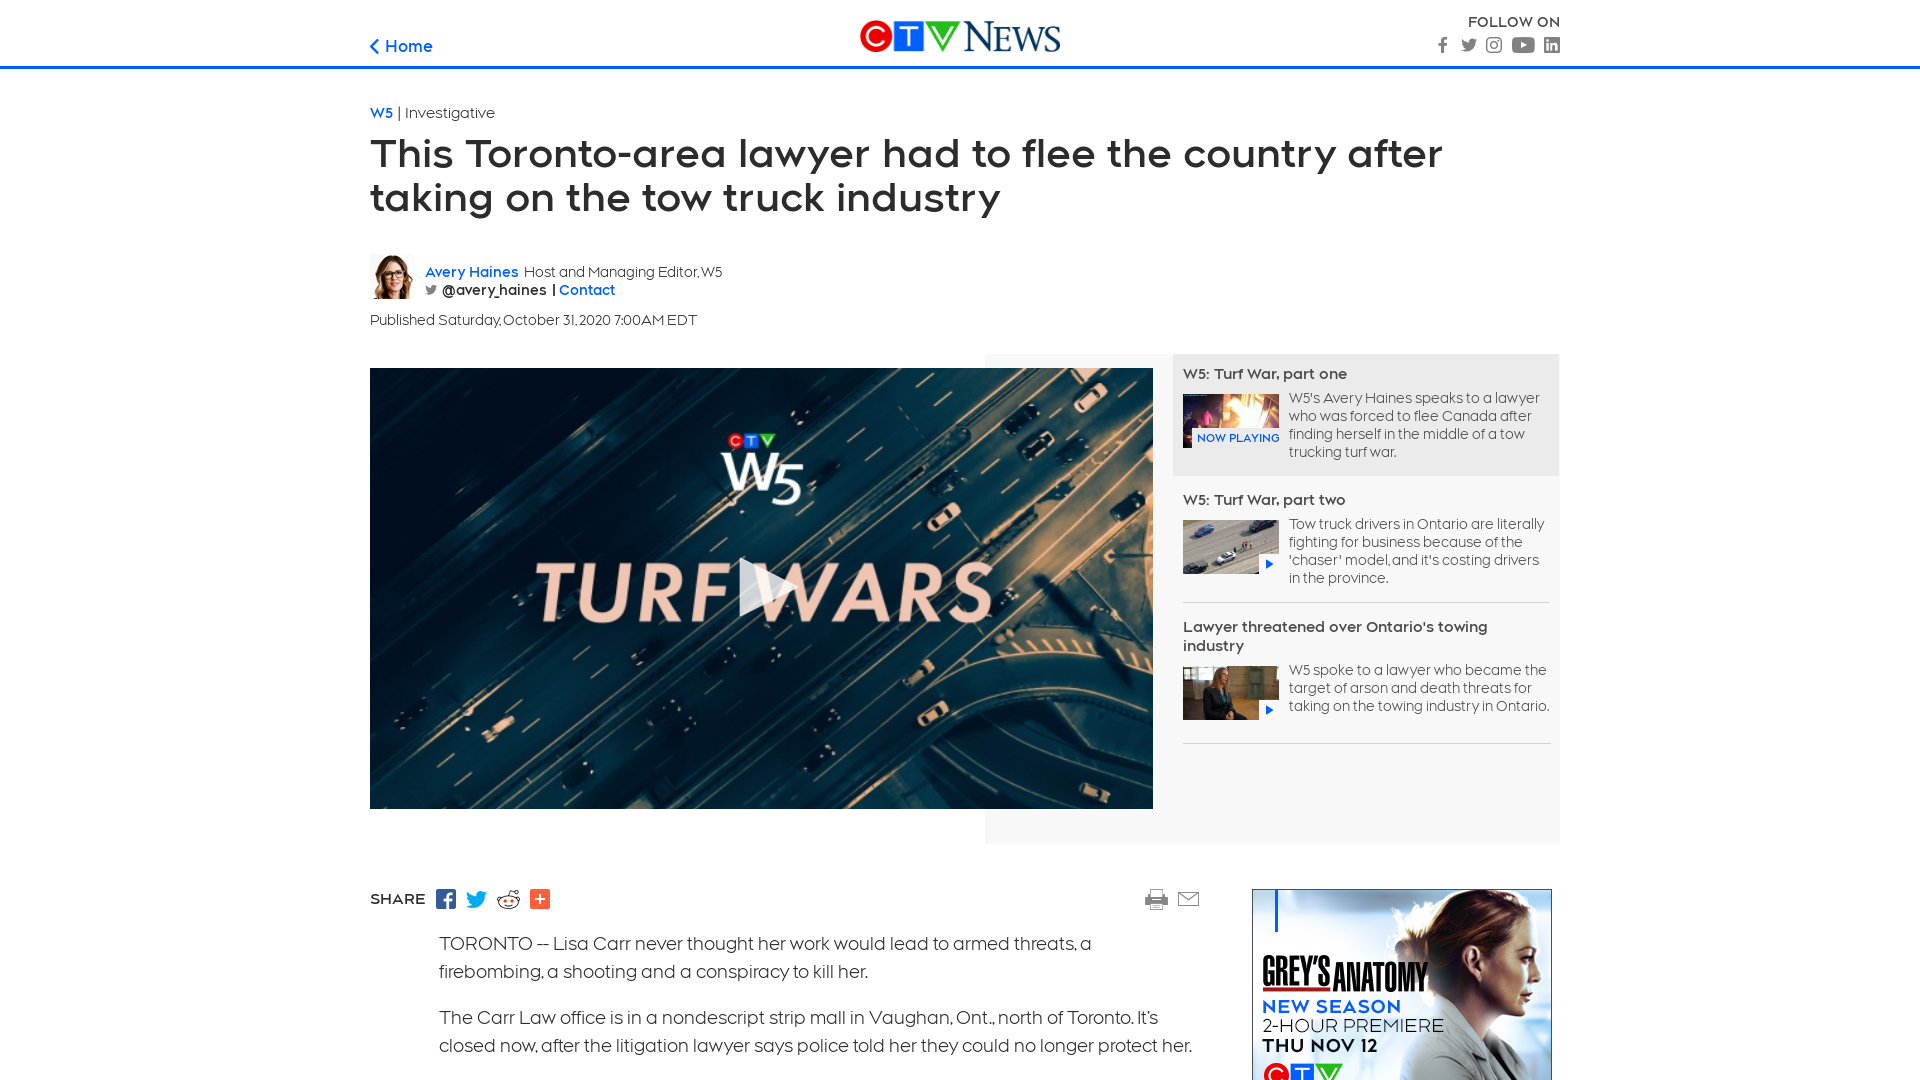 Home
CTV NEWS
FOLLOW ON
W5 | Investigative
This Toronto-area lawyer had to flee the country after
taking on the tow truck industry
Avery Haines Host and Managing Editor, W5
@avery_haines | Contact
Published Saturday, October 31, 2020 7:00AM EDT
CTV
W5
TURF WARS
W5: Turf War, part one
NOW PLAYING
W5's Avery Haines speaks to a lawyer
who was forced to flee Canada after
finding herself in the middle of a tow
trucking turf war.
W5: Turf War, part two
Tow truck drivers in Ontario are literally
fighting for business because of the
'chaser' model, and it's costing drivers
in the province.
Lawyer threatened over Ontario's towing
industry
W5 spoke to a lawyer who became the
target of arson and death threats for
taking on the towing industry in Ontario.
SHARE
TORONTO -- Lisa Carr never thought her work would lead to armed threats, a
firebombing, a shooting and a conspiracy to kill her.
The Carr Law office is in a nondescript strip mall in Vaughan, Ont., north of Toronto. It’s
closed now, after the litigation lawyer says police told her they could no longer protect her.
GREY'S ANATOMY
NEW SEASON
2-HOUR PREMIERE
THU NOV 12
CTV